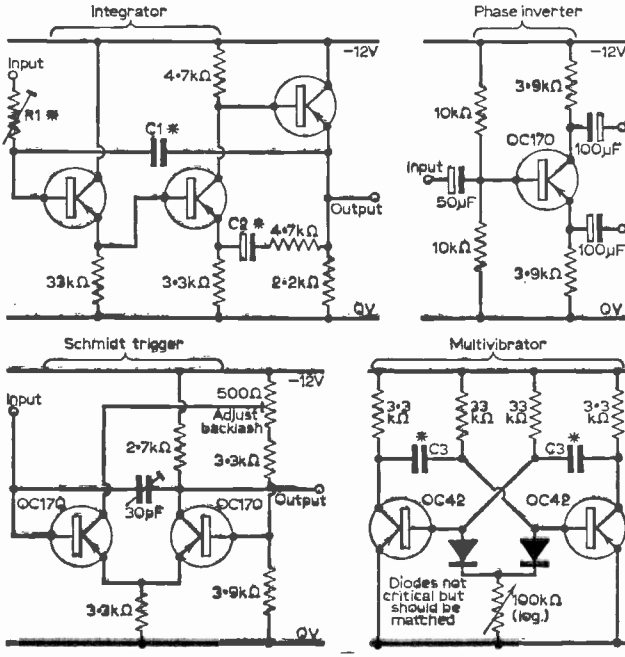 Integrator
Phase inverter
-12V
-12V
Input
4·7kΩ
3·9kΩ
R1*
10kΩ
C1*
OC170
100μF
Input
50μF
Output
C2*
4·7kΩ
10kΩ
100μF
33kΩ
3·3kΩ
2·2kΩ
3·9kΩ
0V
0V
Schmidt trigger
Multivibrator
-12V
Input
500Ω
Adjust
backlash
3·3
kΩ
33
kΩ
33
kΩ
3·3
kΩ
2·7kΩ
3·3kΩ
*
C3
*
C3
Output
OC170
30pF
OC170
OC42
OC42
3·3kΩ
3·9kΩ
Diodes not
critical but
should be
matched
100kΩ
(log.)
0V